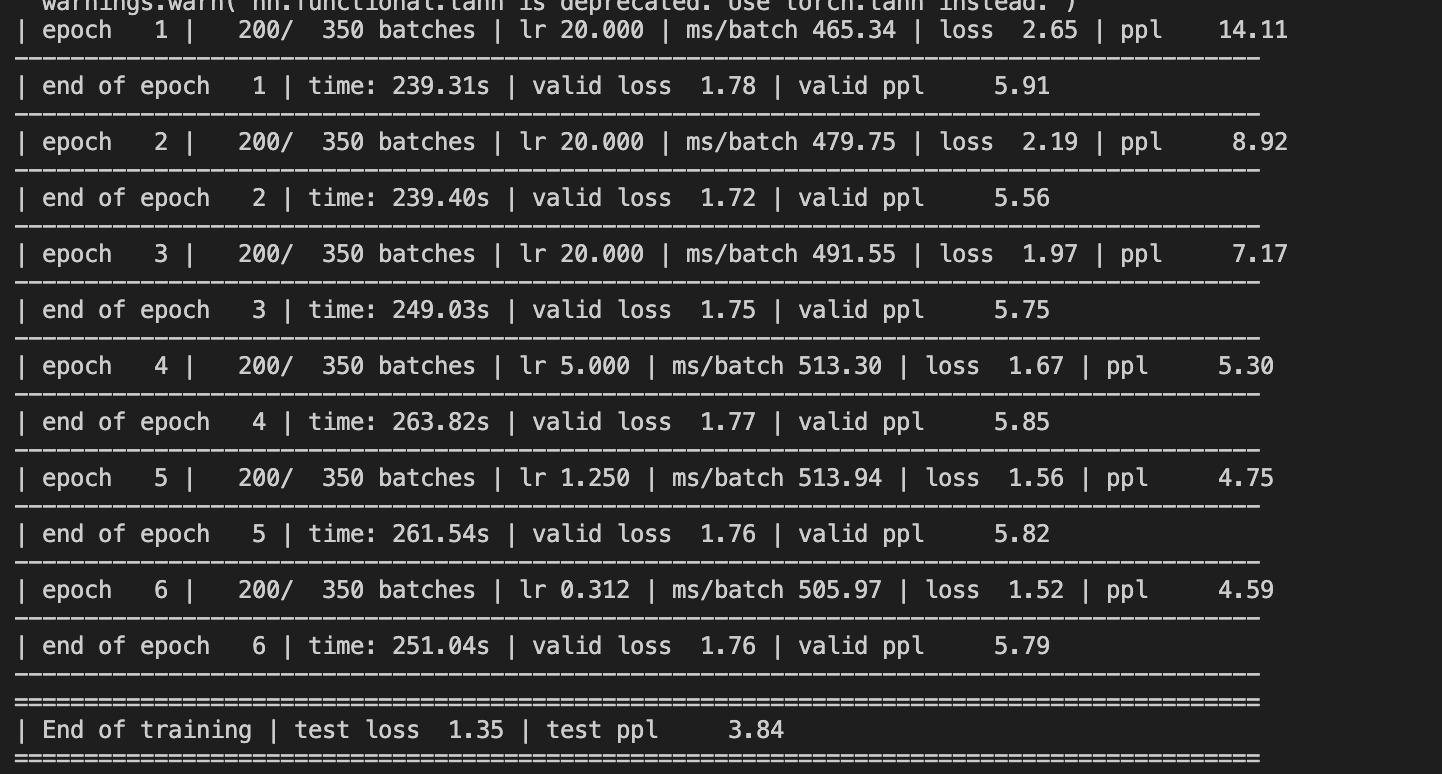 warnings.warn("nn.functional.tanh is deprecated. Use torch.tanh instead.")
| epoch   1 |   200/  350 batches | lr 20.000 | ms/batch 465.34 | loss  2.65 | ppl    14.11
-----------------------------------------------------------------------------------------
| end of epoch   1 | time: 239.31s | valid loss  1.78 | valid ppl     5.91
-----------------------------------------------------------------------------------------
| epoch   2 |   200/  350 batches | lr 20.000 | ms/batch 479.75 | loss  2.19 | ppl     8.92
-----------------------------------------------------------------------------------------
| end of epoch   2 | time: 239.40s | valid loss  1.72 | valid ppl     5.56
-----------------------------------------------------------------------------------------
| epoch   3 |   200/  350 batches | lr 20.000 | ms/batch 491.55 | loss  1.97 | ppl     7.17
-----------------------------------------------------------------------------------------
| end of epoch   3 | time: 249.03s | valid loss  1.75 | valid ppl     5.75
-----------------------------------------------------------------------------------------
| epoch   4 |   200/  350 batches | lr 5.000 | ms/batch 513.30 | loss  1.67 | ppl     5.30
-----------------------------------------------------------------------------------------
| end of epoch   4 | time: 263.82s | valid loss  1.77 | valid ppl     5.85
-----------------------------------------------------------------------------------------
| epoch   5 |   200/  350 batches | lr 1.250 | ms/batch 513.94 | loss  1.56 | ppl     4.75
-----------------------------------------------------------------------------------------
| end of epoch   5 | time: 261.54s | valid loss  1.76 | valid ppl     5.82
-----------------------------------------------------------------------------------------
| epoch   6 |   200/  350 batches | lr 0.312 | ms/batch 505.97 | loss  1.52 | ppl     4.59
-----------------------------------------------------------------------------------------
| end of epoch   6 | time: 251.04s | valid loss  1.76 | valid ppl     5.79
-----------------------------------------------------------------------------------------
=========================================================================================
| End of training | test loss  1.35 | test ppl     3.84
=========================================================================================